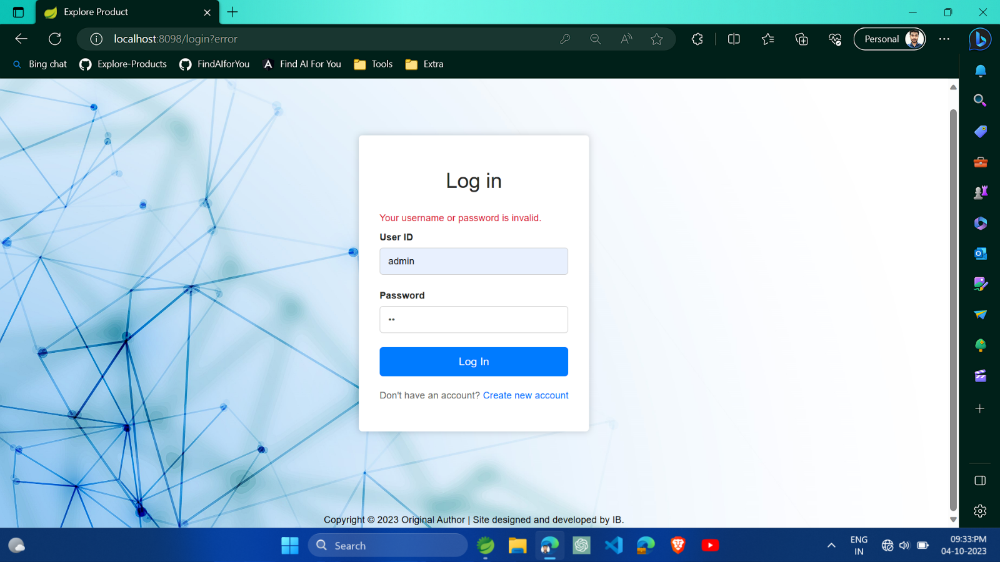 Explore Product
localhost:8098/login?error
Personal
Bing chat
Explore-Products
FindAIforYou
Find AI For You
Tools
Extra
Log in
Your username or password is invalid.
User ID
admin
Password
••
Log In
Don't have an account? Create new account
Copyright © 2023 Original Author | Site designed and developed by IB.
Search
ENG
IN
09:33:PM
04-10-2023